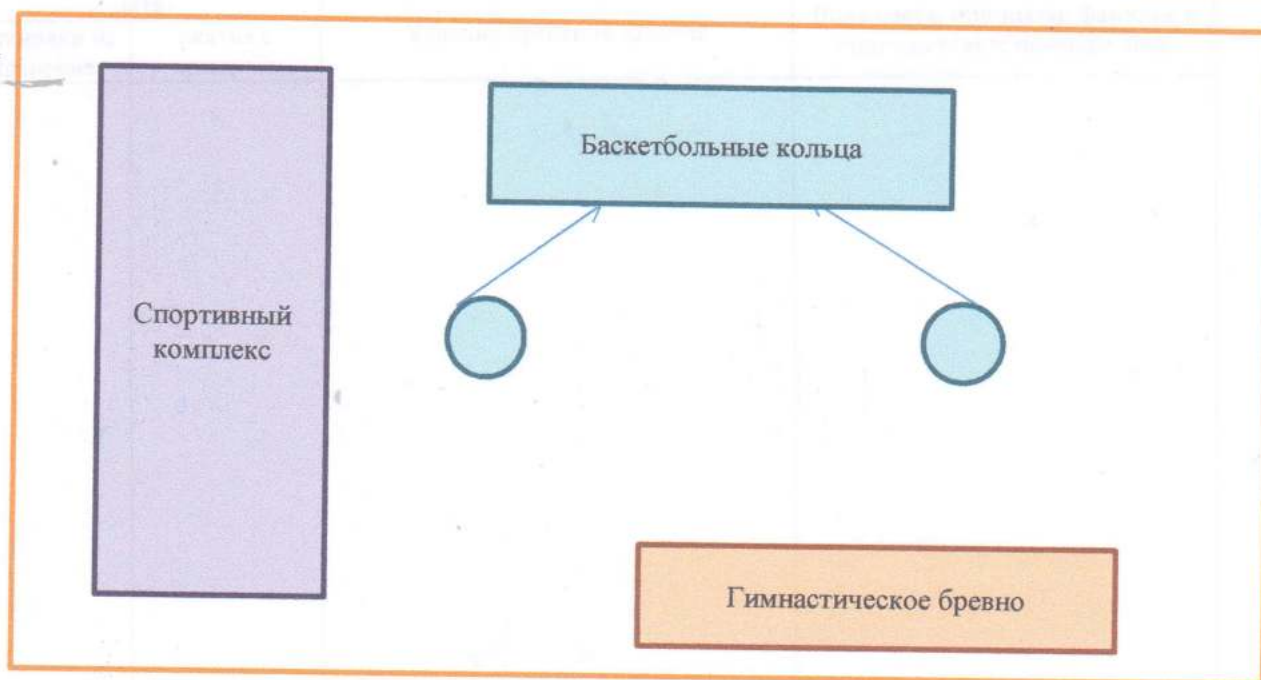 Баскетбольные кольца
Спортивный
комплекс
Гимнастическое бревно